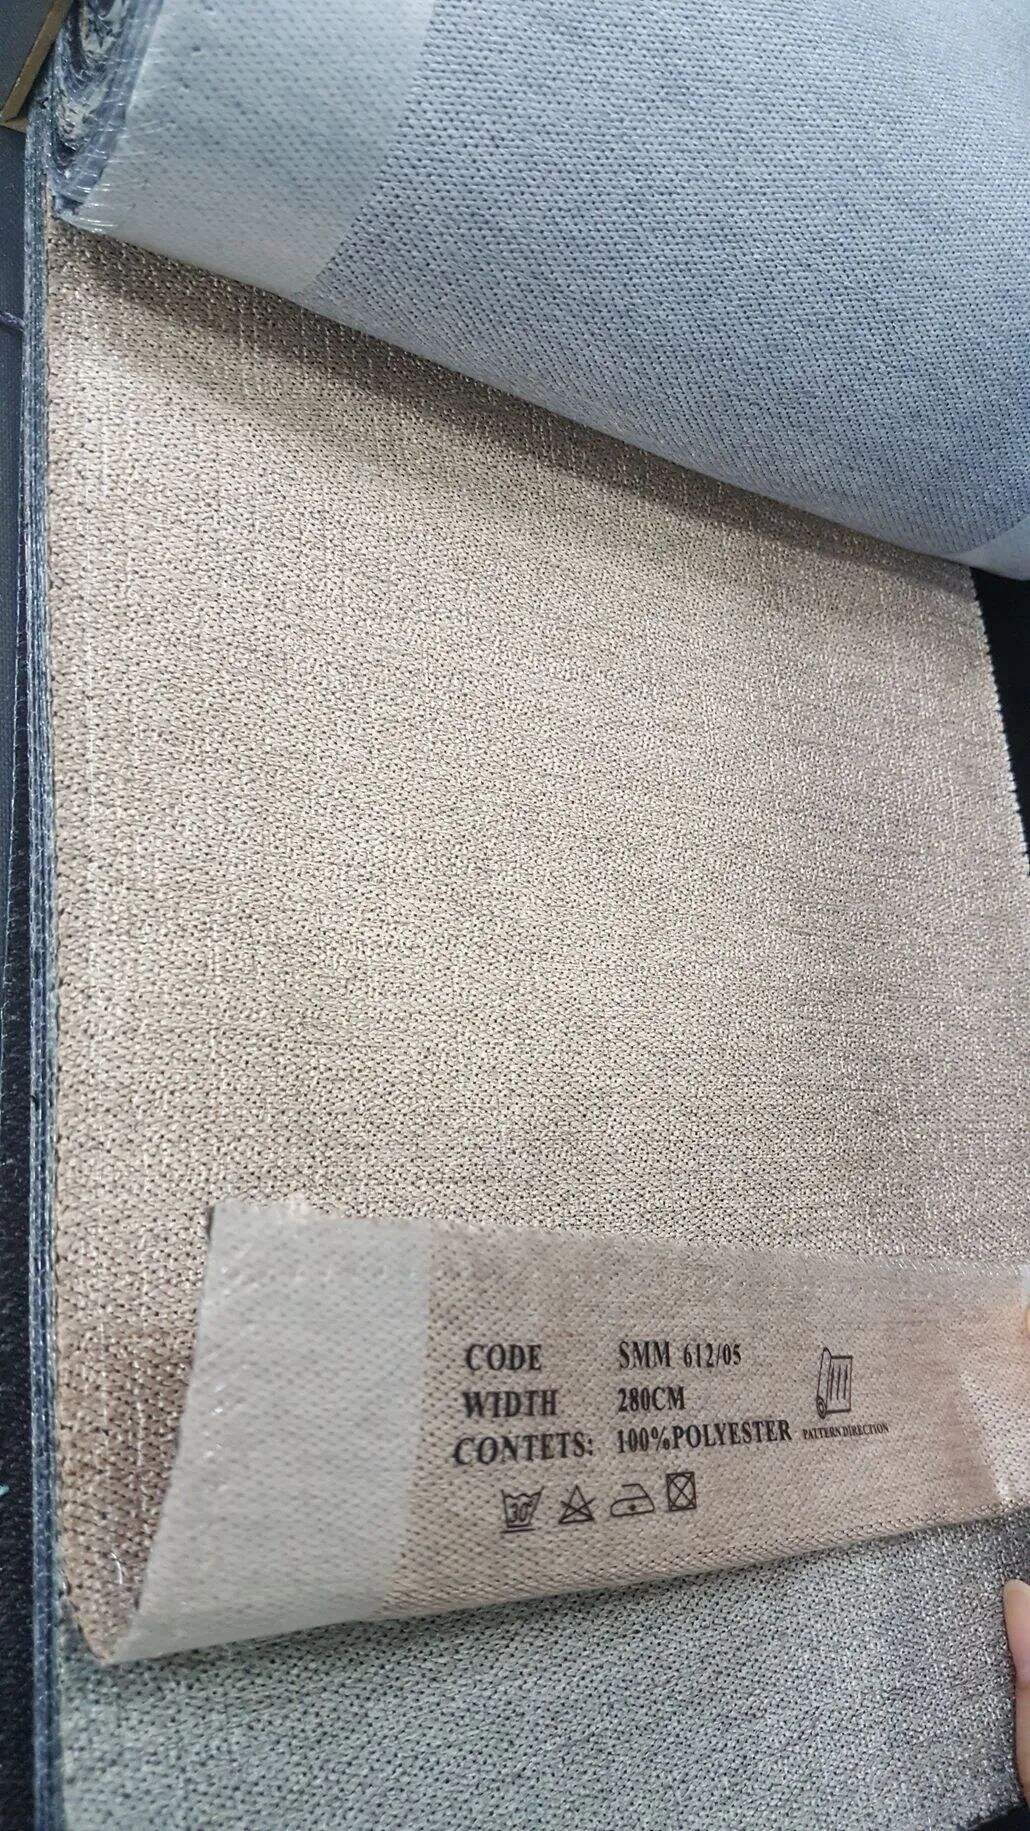 CODE SMM 612/05
WIDTH 280CM
CONTETS: 100%POLYESTER
PATTERN DIRECTION
30°